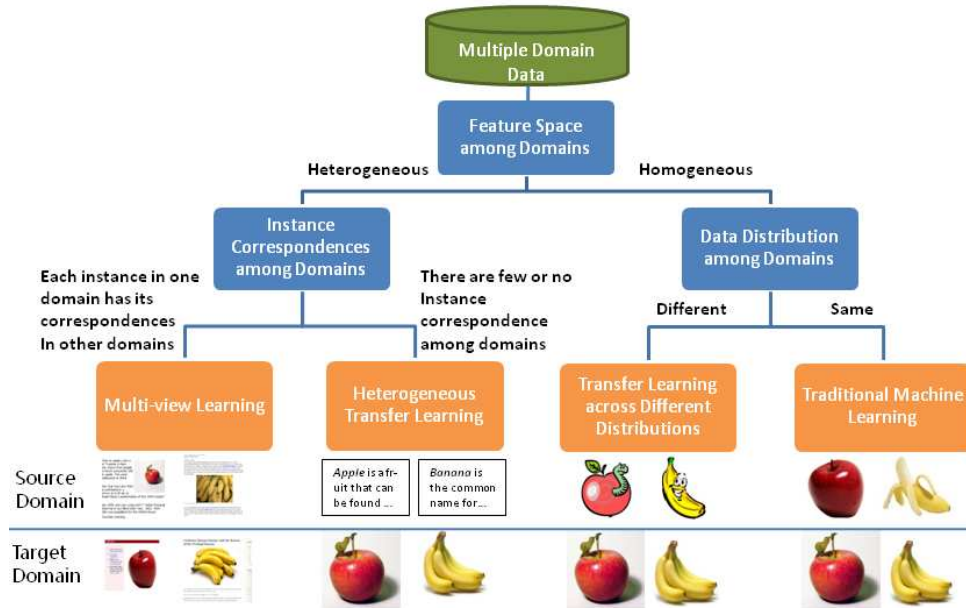 Multiple Domain
Data
Feature Space
among Domains
Heterogeneous
Homogeneous
Instance
Correspondences
among Domains
Data Distribution
among Domains
Each instance in one
domain has its
correspondences
In other domains
There are few or no
Instance
correspondence
among domains
Different
Same
Multi-view Learning
Heterogeneous
Transfer Learning
Transfer Learning
across Different
Distributions
Traditional Machine
Learning
Source
Domain
Apple is a fr-
uit that can
be found ...
Banana is
the common
name for...
Target
Domain